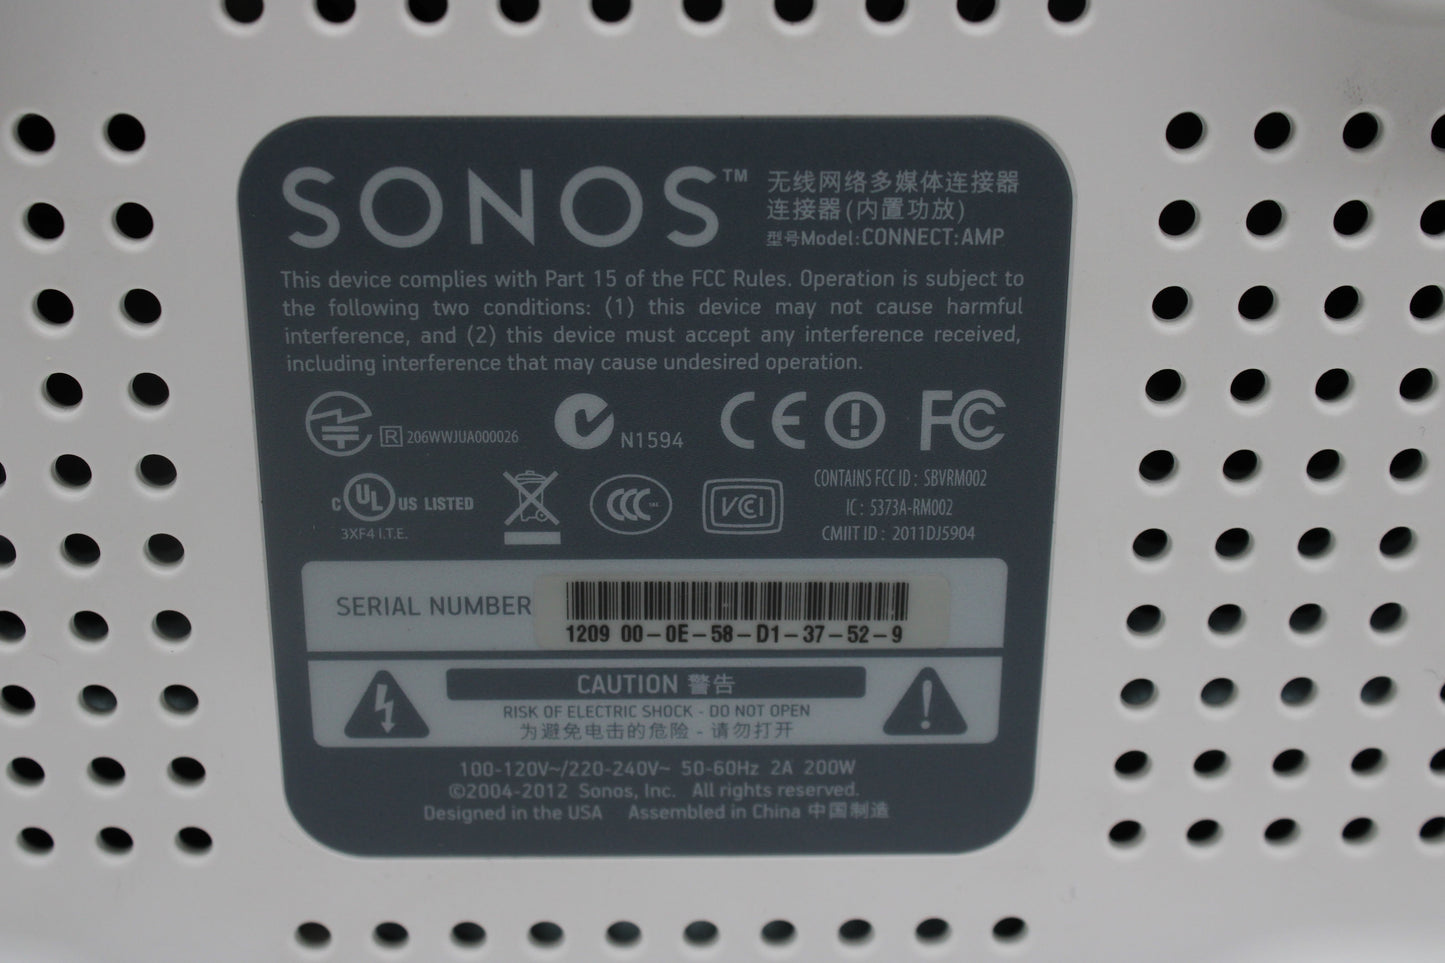 SONOS™
无线网络多媒体连接器
连接器(内置功放)
型号Model:CONNECT:AMP
This device complies with Part 15 of the FCC Rules. Operation is subject to
the following two conditions: (1) this device may not cause harmful
interference, and (2) this device must accept any interference received,
including interference that may cause undesired operation.
R 206WWJUA000026
N1594
CE
FC
CONTAINS FCC ID : SBVRM002
IC : 5373A-RM002
CMIIT ID : 2011DJ5904
C UL US LISTED
3XF4 I.T.E.
CCC
VCI
SERIAL NUMBER
1209 00-0E-58-D1-37-52-9
CAUTION 警告
RISK OF ELECTRIC SHOCK - DO NOT OPEN
为避免电击的危险 - 请勿打开
100-120V~/220-240V~ 50-60Hz 2A 200W
©2004-2012 Sonos, Inc. All rights reserved.
Designed in the USA Assembled in China 中国制造